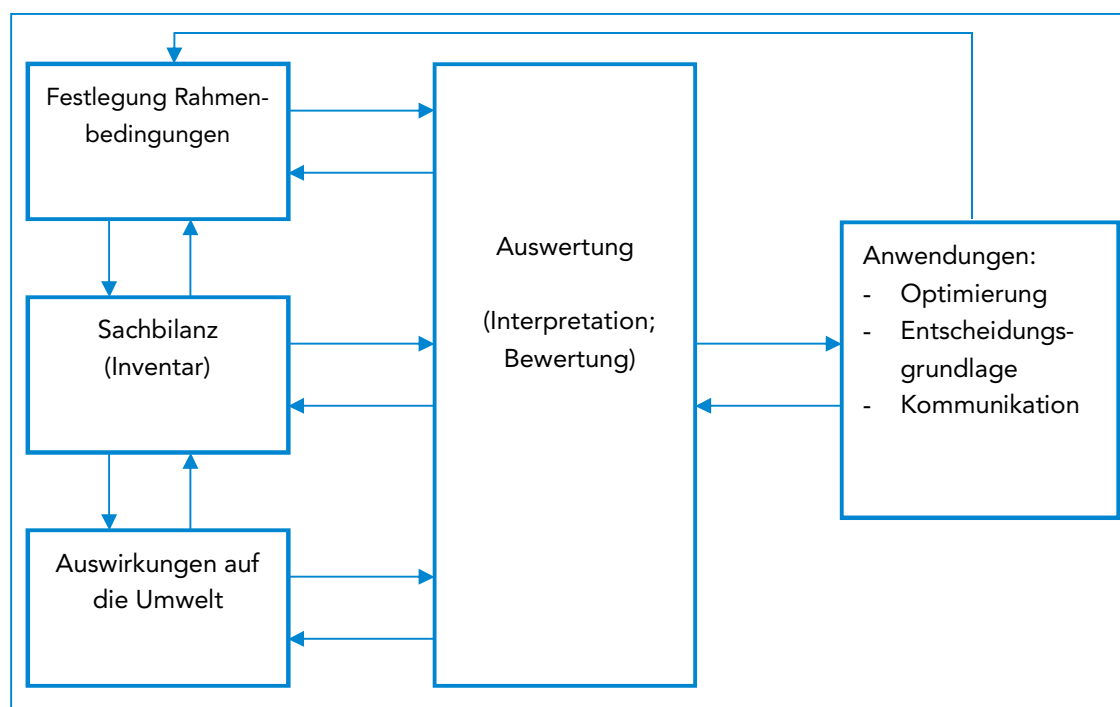 Festlegung Rahmen-
bedingungen
Sachbilanz
(Inventar)
Auswirkungen auf
die Umwelt
Auswertung
(Interpretation;
Bewertung)
Anwendungen:
- Optimierung
- Entscheidungs-
grundlage
- Kommunikation